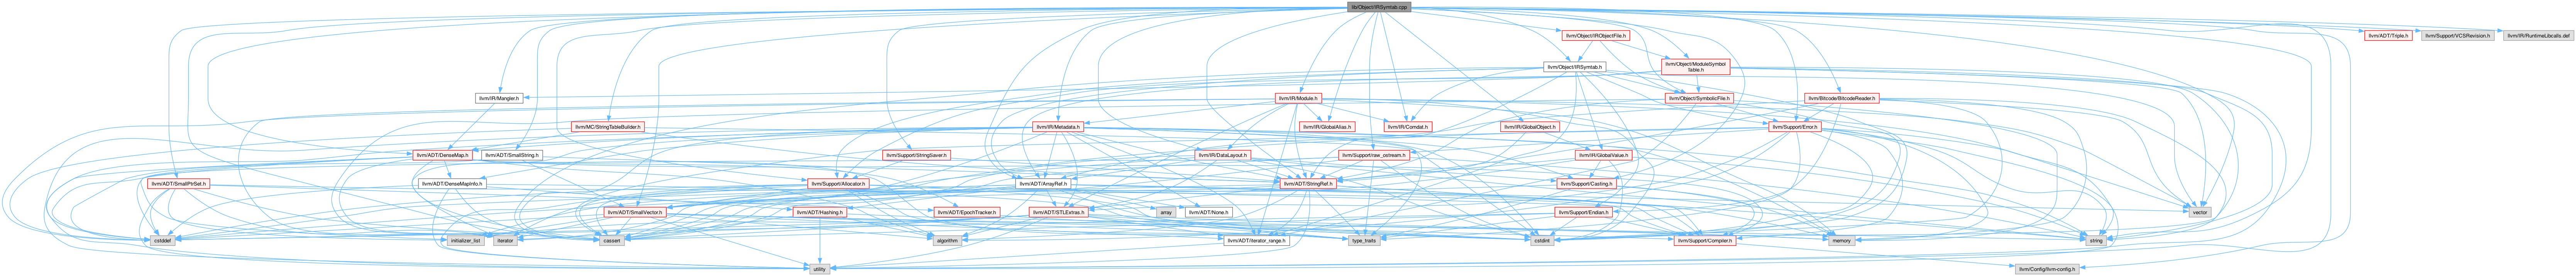 lib/Object/IRSymtab.cpp
llvm/Object/IRObjectFile.h
llvm/ADT/Triple.h
llvm/Support/VCSRevision.h
llvm/IR/RuntimeLibcalls.def
llvm/Object/IRSymtab.h
llvm/Object/ModuleSymbol
Table.h
llvm/IR/Mangler.h
llvm/IR/Module.h
llvm/Object/SymbolicFile.h
llvm/Bitcode/BitcodeReader.h
llvm/MC/StringTableBuilder.h
llvm/IR/Metadata.h
llvm/IR/GlobalAlias.h
llvm/IR/Comdat.h
llvm/IR/GlobalObject.h
llvm/Support/Error.h
llvm/ADT/DenseMap.h
llvm/ADT/SmallString.h
llvm/Support/StringSaver.h
llvm/IR/DataLayout.h
llvm/Support/raw_ostream.h
llvm/IR/GlobalValue.h
llvm/ADT/SmallPtrSet.h
llvm/ADT/DenseMapInfo.h
llvm/Support/Allocator.h
llvm/ADT/ArrayRef.h
llvm/ADT/StringRef.h
llvm/Support/Casting.h
llvm/ADT/SmallVector.h
llvm/ADT/Hashing.h
llvm/ADT/EpochTracker.h
llvm/ADT/STLExtras.h
array
llvm/ADT/None.h
llvm/Support/Endian.h
vector
cstddef
initializer_list
iterator
cassert
algorithm
llvm/ADT/iterator_range.h
type_traits
cstdint
llvm/Support/Compiler.h
memory
string
utility
llvm/Config/llvm-config.h